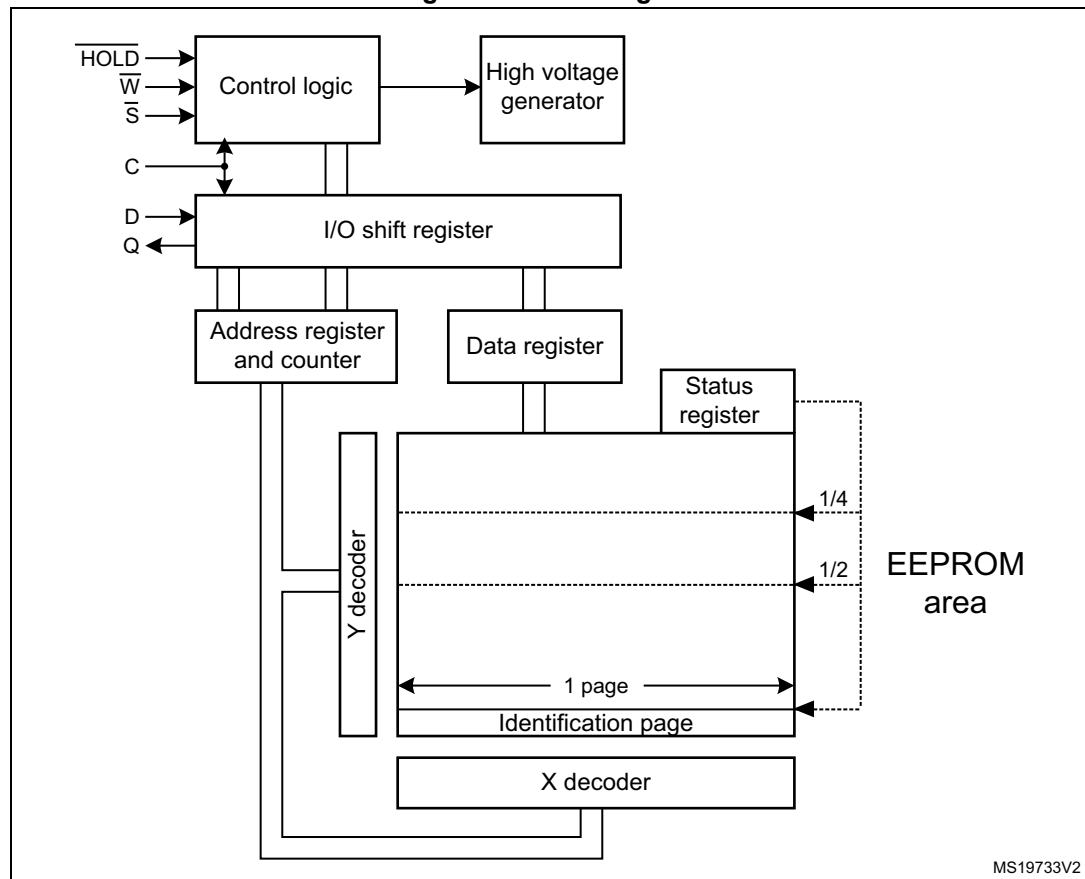 HOLD
W
S
C
D
Q
Control logic
High voltage
generator
I/O shift register
Address register
and counter
Data register
Status
register
1/4
1/2
EEPROM
area
Y decoder
1 page
Identification page
X decoder
MS19733V2